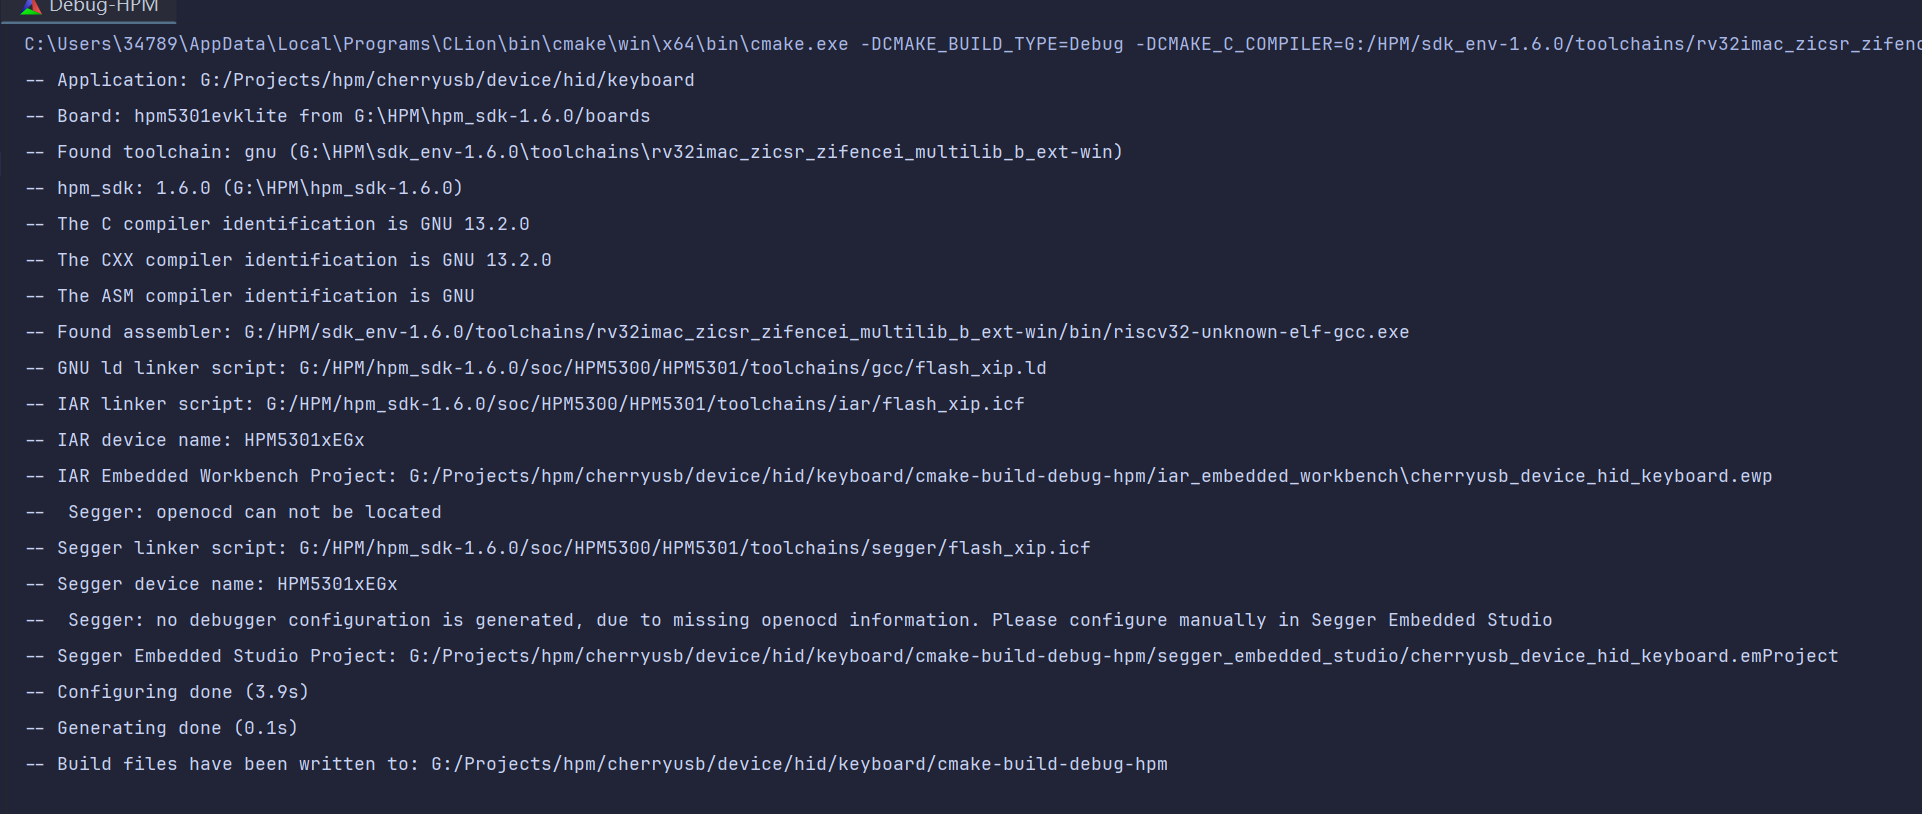 Debug-HPM
C:\Users\34789\AppData\Local\Programs\CLion\bin\cmake\win\x64\bin\cmake.exe -DCMAKE_BUILD_TYPE=Debug -DCMAKE_C_COMPILER=G:/HPM/sdk_env-1.6.0/toolchains/rv32imac_zicsr_zifenc
-- Application: G:/Projects/hpm/cherryusb/device/hid/keyboard
-- Board: hpm5301evklite from G:\HPM\hpm_sdk-1.6.0/boards
-- Found toolchain: gnu (G:\HPM\sdk_env-1.6.0\toolchains\rv32imac_zicsr_zifencei_multilib_b_ext-win)
-- hpm_sdk: 1.6.0 (G:\HPM\hpm_sdk-1.6.0)
-- The C compiler identification is GNU 13.2.0
-- The CXX compiler identification is GNU 13.2.0
-- The ASM compiler identification is GNU
-- Found assembler: G:/HPM/sdk_env-1.6.0/toolchains/rv32imac_zicsr_zifencei_multilib_b_ext-win/bin/riscv32-unknown-elf-gcc.exe
-- GNU ld linker script: G:/HPM/hpm_sdk-1.6.0/soc/HPM5300/HPM5301/toolchains/gcc/flash_xip.ld
-- IAR linker script: G:/HPM/hpm_sdk-1.6.0/soc/HPM5300/HPM5301/toolchains/iar/flash_xip.icf
-- IAR device name: HPM5301xEGx
-- IAR Embedded Workbench Project: G:/Projects/hpm/cherryusb/device/hid/keyboard/cmake-build-debug-hpm/iar_embedded_workbench\cherryusb_device_hid_keyboard.ewp
--  Segger: openocd can not be located
-- Segger linker script: G:/HPM/hpm_sdk-1.6.0/soc/HPM5300/HPM5301/toolchains/segger/flash_xip.icf
-- Segger device name: HPM5301xEGx
--  Segger: no debugger configuration is generated, due to missing openocd information. Please configure manually in Segger Embedded Studio
-- Segger Embedded Studio Project: G:/Projects/hpm/cherryusb/device/hid/keyboard/cmake-build-debug-hpm/segger_embedded_studio/cherryusb_device_hid_keyboard.emProject
-- Configuring done (3.9s)
-- Generating done (0.1s)
-- Build files have been written to: G:/Projects/hpm/cherryusb/device/hid/keyboard/cmake-build-debug-hpm